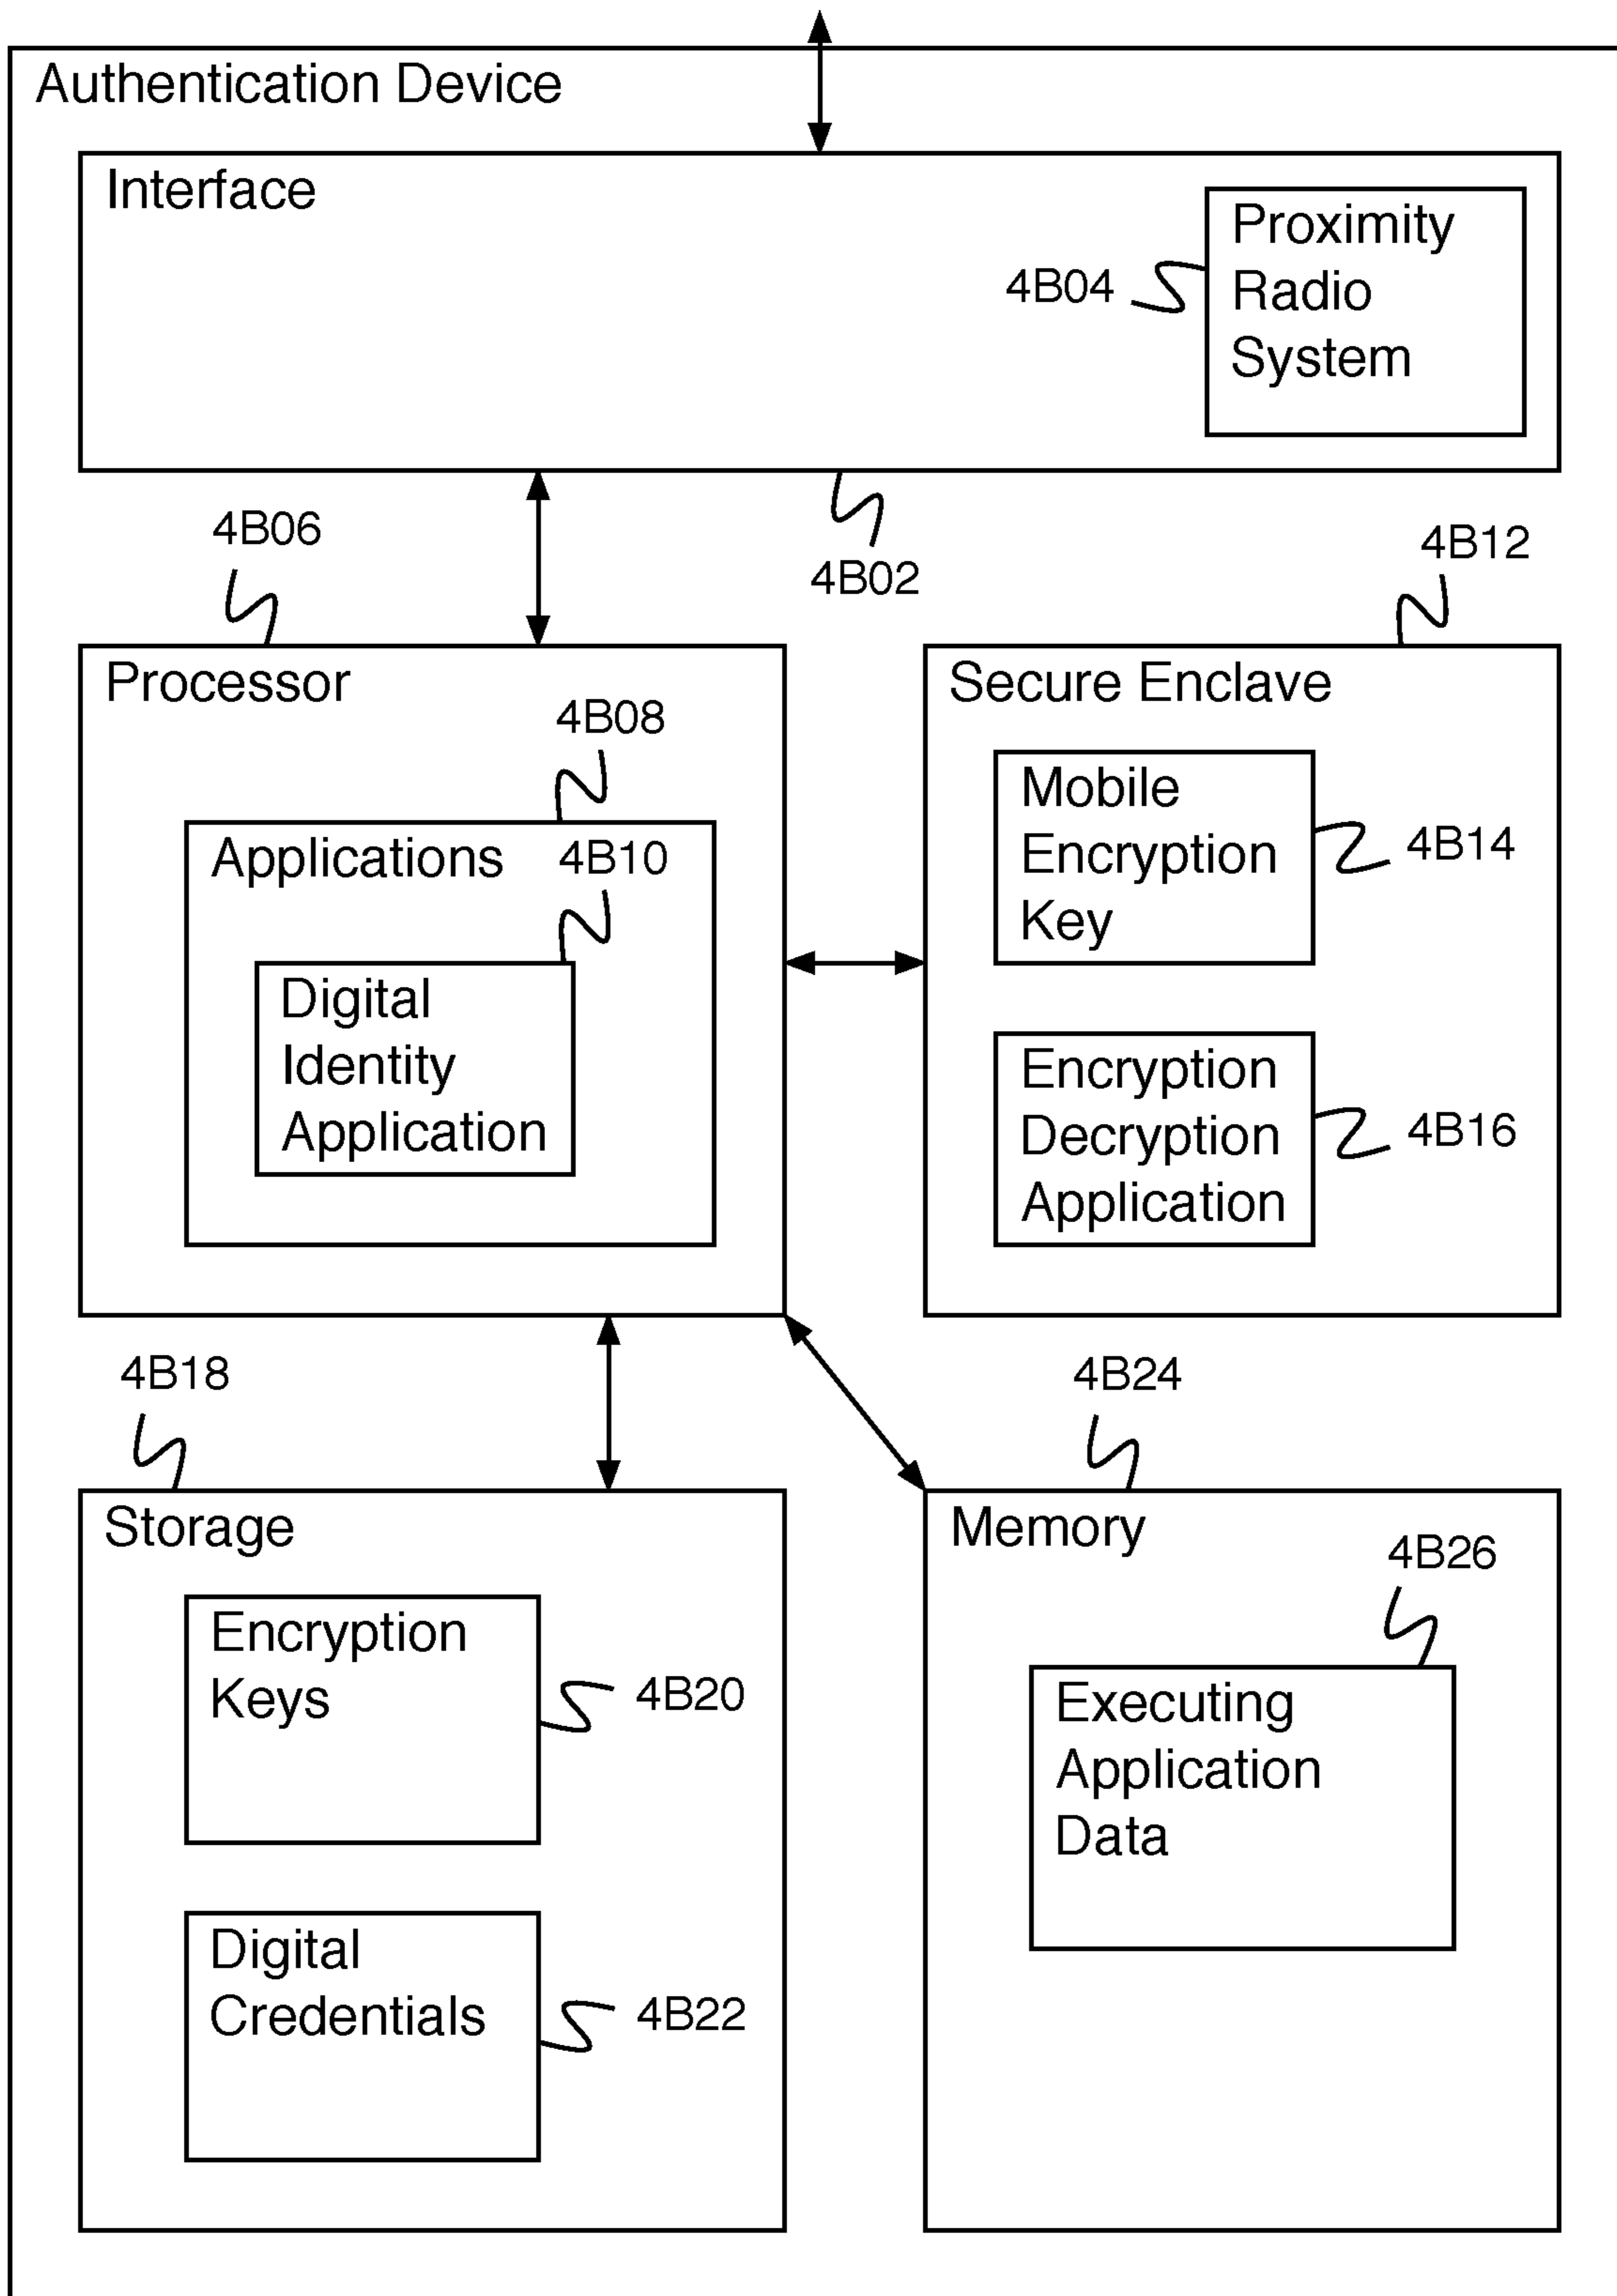 Authentication Device
Interface
Proximity
Radio
System
4B04
4B02
4B06
4B12
Processor
4B08
Applications
4B10
Digital
Identity
Application
Secure Enclave
Mobile
Encryption
Key
4B14
Encryption
Decryption
Application
4B16
4B18
4B24
Storage
Encryption
Keys
4B20
Digital
Credentials
4B22
Memory
4B26
Executing
Application
Data